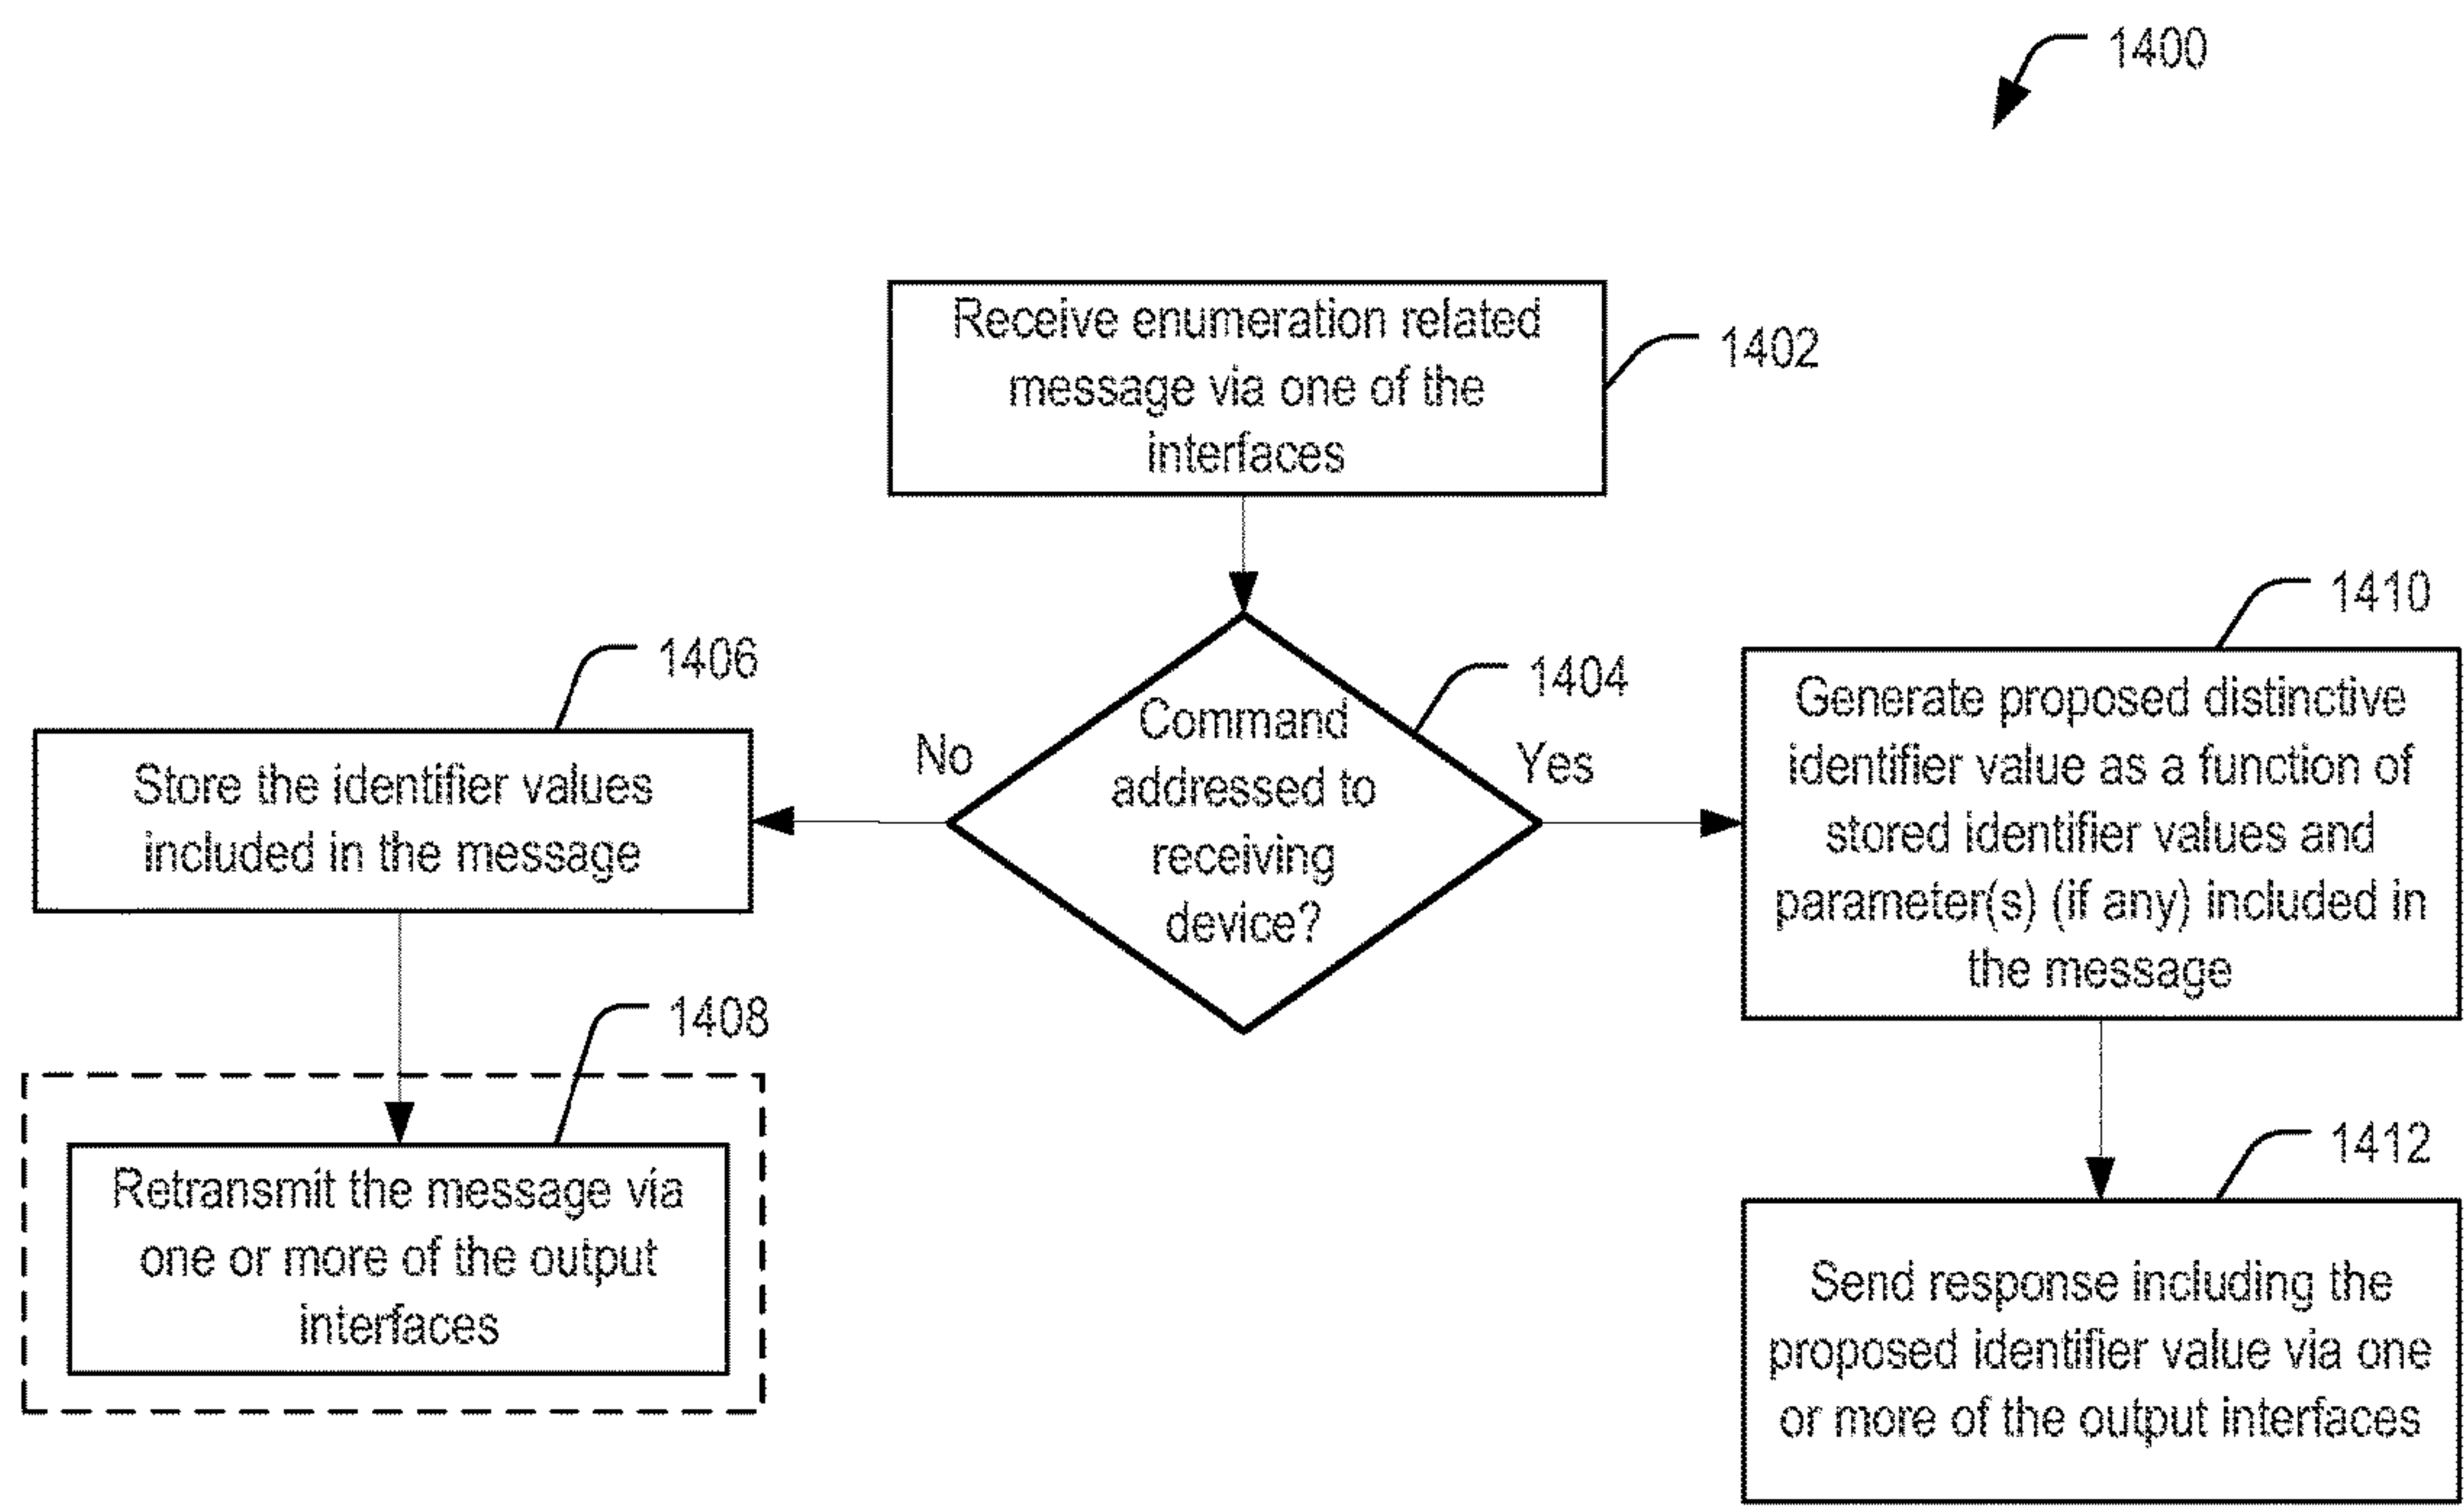 1400
Receive enumeration related
message via one of the
interfaces
1402
1404
Command
addressed to
receiving
device?
No
Yes
1406
Store the identifier values
included in the message
1408
Retransmit the message via
one or more of the output
interfaces
1410
Generate proposed distinctive
identifier value as a function of
stored identifier values and
parameter(s) (if any) included in
the message
1412
Send response including the
proposed identifier value via one
or more of the output interfaces